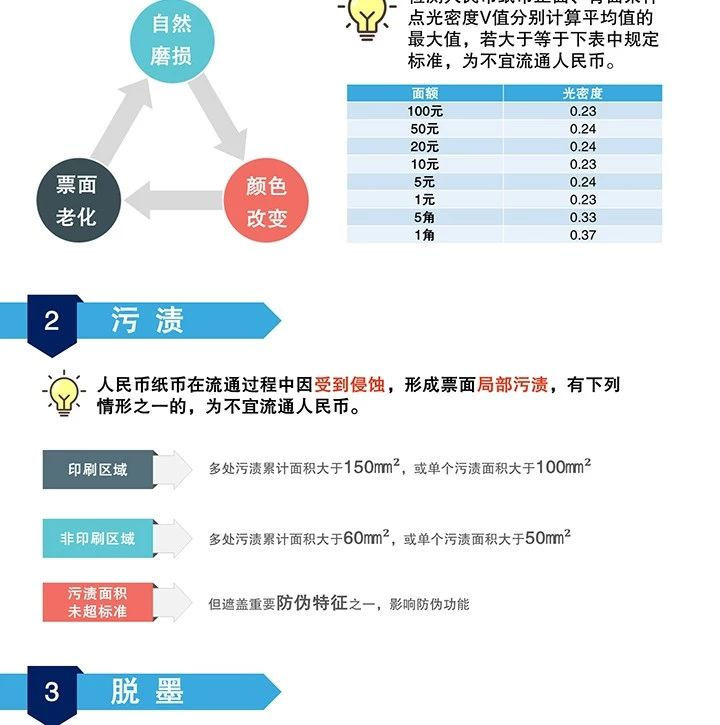 自然
磨损
票面
老化
颜色
改变
点光密度V值分别计算平均值的
最大值，若大于等于下表中规定
标准，为不宜流通人民币。
面额 光密度
100元 0.23
50元 0.24
20元 0.24
10元 0.23
5元 0.24
1元 0.23
5角 0.33
1角 0.37
2 污渍
人民币纸币在流通过程中因受到侵蚀，形成票面局部污渍，有下列
情形之一的，为不宜流通人民币。
印刷区域 多处污渍累计面积大于150mm²，或单个污渍面积大于100mm²
非印刷区域 多处污渍累计面积大于60mm²，或单个污渍面积大于50mm²
污渍面积
未超标准 但遮盖重要防伪特征之一，影响防伪功能
3 脱墨